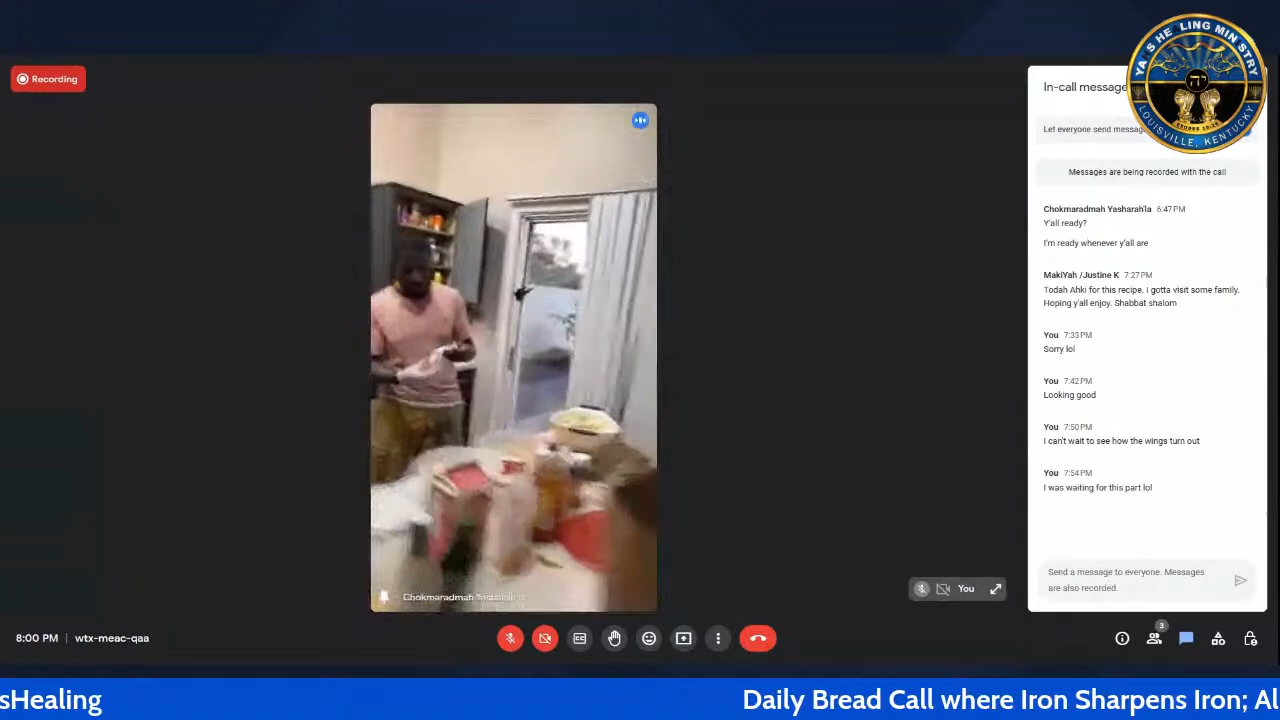 Recording
In-call message
Let everyone send messag
Messages are being recorded with the call
Chokmaradmah Yasharah'la 6:47 PM
Y'all ready?
I'm ready whenever y'all are
MakiYah /Justine K 7:27 PM
Todah Ahki for this recipe. I gotta visit some family.
Hoping y'all enjoy. Shabbat shalom
You 7:33 PM
Sorry lol
You 7:42 PM
Looking good
You 7:50 PM
I can't wait to see how the wings turn out
You 7:54 PM
I was waiting for this part lol
Send a message to everyone. Messages
are also recorded.
LING MINISTRY
LOUISVILLE, KENTUCKY
Chokmaradmah
You
8:00 PM | wtx-meac-qaa
CC
3
sHealing
Daily Bread Call where Iron Sharpens Iron; Al